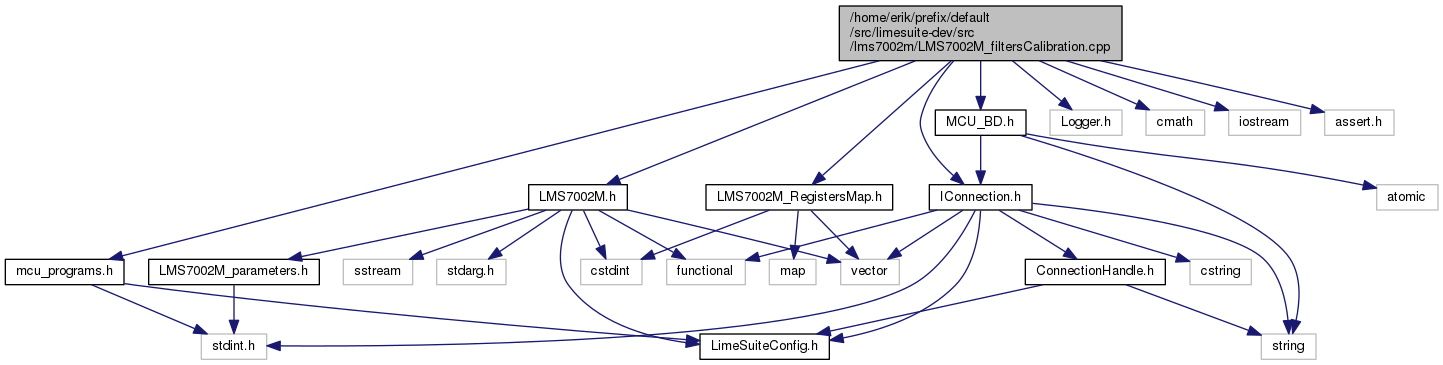 /home/erik/prefix/default
/src/limesuite-dev/src
/lms7002m/LMS7002M_filtersCalibration.cpp
MCU_BD.h
Logger.h
cmath
iostream
assert.h
LMS7002M.h
LMS7002M_RegistersMap.h
IConnection.h
atomic
mcu_programs.h
LMS7002M_parameters.h
sstream
stdarg.h
cstdint
functional
map
vector
ConnectionHandle.h
cstring
stdint.h
LimeSuiteConfig.h
string